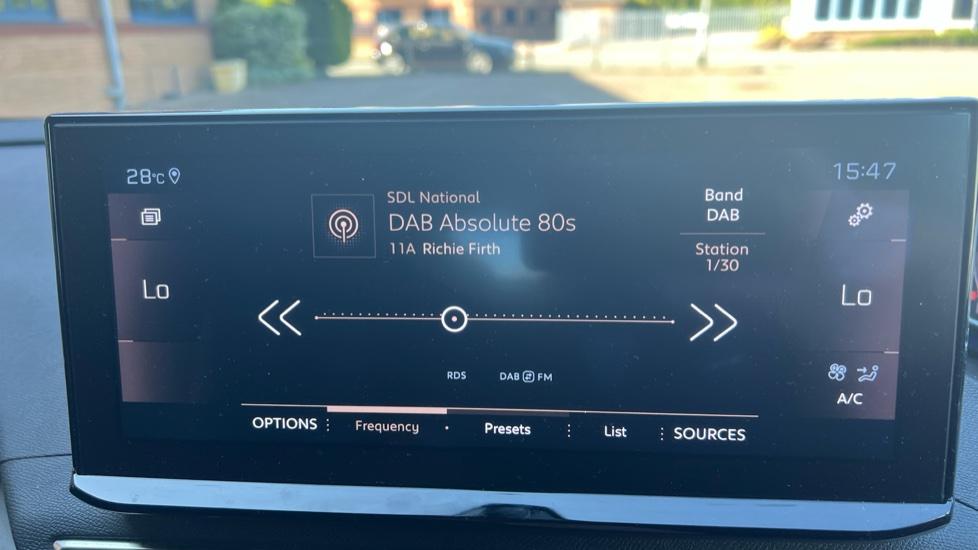 28°C
15:47
SDL National
DAB Absolute 80s
11A Richie Firth
Band
DAB
Station
1/30
Lo
Lo
RDS
DAB FM
A/C
OPTIONS : Frequency • Presets : List : SOURCES